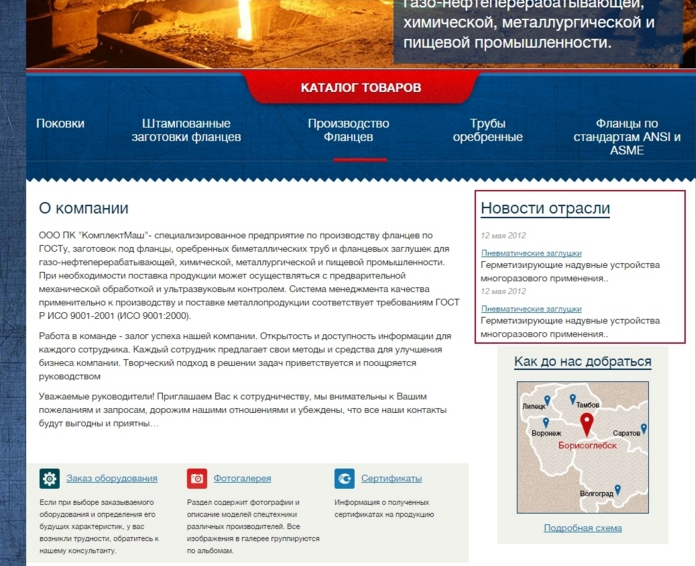 газо-нефтеперерабатывающей,
химической, металлургической и
пищевой промышленности.
КАТАЛОГ ТОВАРОВ
Поковки
Штампованные
заготовки фланцев
Производство
Фланцев
Трубы
оребренные
Фланцы по
стандартам ANSI и
ASME
О компании
ООО ПК "КомплектМаш"- специализированное предприятие по производству фланцев по
ГОСТу, заготовок под фланцы, оребренных биметаллических труб и фланцевых заглушек для
газо-нефтеперерабатывающей, химической, металлургической и пищевой промышленности.
При необходимости поставка продукции может осуществляться с предварительной
механической обработкой и ультразвуковым контролем. Система менеджмента качества
применительно к производству и поставке металлопродукции соответствует требованиям ГОСТ
Р ИСО 9001-2001 (ИСО 9001:2000).
Работа в команде - залог успеха нашей компании. Открытость и доступность информации для
каждого сотрудника. Каждый сотрудник предлагает свои методы и средства для улучшения
бизнеса компании. Творческий подход в решении задач приветствуется и поощряется
руководством
Уважаемые руководители! Приглашаем Вас к сотрудничеству, мы внимательны к Вашим
пожеланиям и запросам, дорожим нашими отношениями и убеждены, что все наши контакты
будут выгодны и приятны…
Новости отрасли
12 мая 2012
Пневматические заглушки
Герметизирующие надувные устройства
многоразового применения..
12 мая 2012
Пневматические заглушки
Герметизирующие надувные устройства
многоразового применения..
Как до нас добраться
Липецк
Тамбов
Воронеж
Саратов
Борисоглебск
Волгоград
Подробная схема
Заказ оборудования
Если при выборе заказываемого
оборудования и определения его
будущих характеристик, у вас
возникли трудности, обратитесь к
нашему консультанту.
Фотогалерея
Раздел содержит фотографии и
описание моделей спецтехники
различных производителей. Все
изображения в галерее группируются
по альбомам.
Сертификаты
Информация о полученных
сертификатах на продукцию